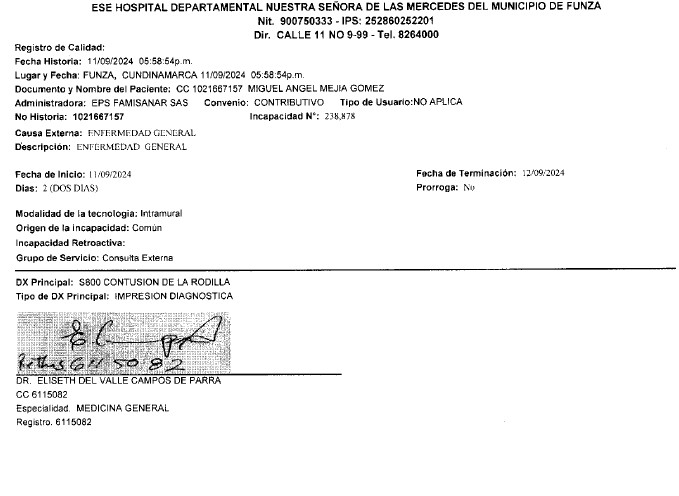 ESE HOSPITAL DEPARTAMENTAL NUESTRA SEÑORA DE LAS MERCEDES DEL MUNICIPIO DE FUNZA
Nit. 900750333 - IPS: 252860252201
Dir. CALLE 11 NO 9-99 - Tel. 8264000
Registro de Calidad:
Fecha Historia: 11/09/2024 05:58:54p.m.
Lugar y Fecha: FUNZA, CUNDINAMARCA 11/09/2024 05:58:54p.m.
Documento y Nombre del Paciente: CC 1021667157 MIGUEL ANGEL MEJIA GOMEZ
Administradora: EPS FAMISANAR SAS Convenio: CONTRIBUTIVO Tipo de Usuario:NO APLICA
No Historia: 1021667157 Incapacidad N°: 238,878
Causa Externa: ENFERMEDAD GENERAL
Descripción: ENFERMEDAD GENERAL
Fecha de Inicio: 11/09/2024 Fecha de Terminación: 12/09/2024
Dias: 2 (DOS DIAS) Prorroga: No
Modalidad de la tecnologia: Intramural
Origen de la incapacidad: Común
Incapacidad Retroactiva:
Grupo de Servicio: Consulta Externa
DX Principal: S800 CONTUSION DE LA RODILLA
Tipo de DX Principal: IMPRESION DIAGNOSTICA
6115082
DR. ELISETH DEL VALLE CAMPOS DE PARRA
CC 6115082
Especialidad. MEDICINA GENERAL
Registro. 6115082